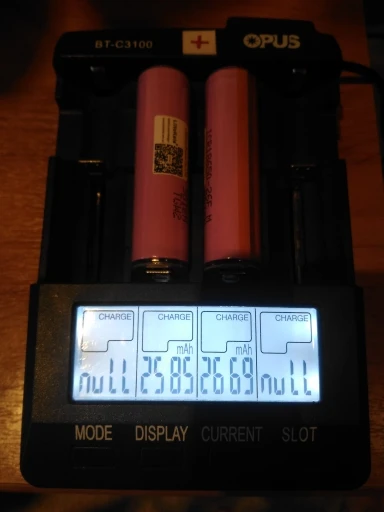 BT-C3100 + OPUS
CHARGE CHARGE CHARGE CHARGE
mAh mAh
null 2585 2669 null
MODE DISPLAY CURRENT SLOT